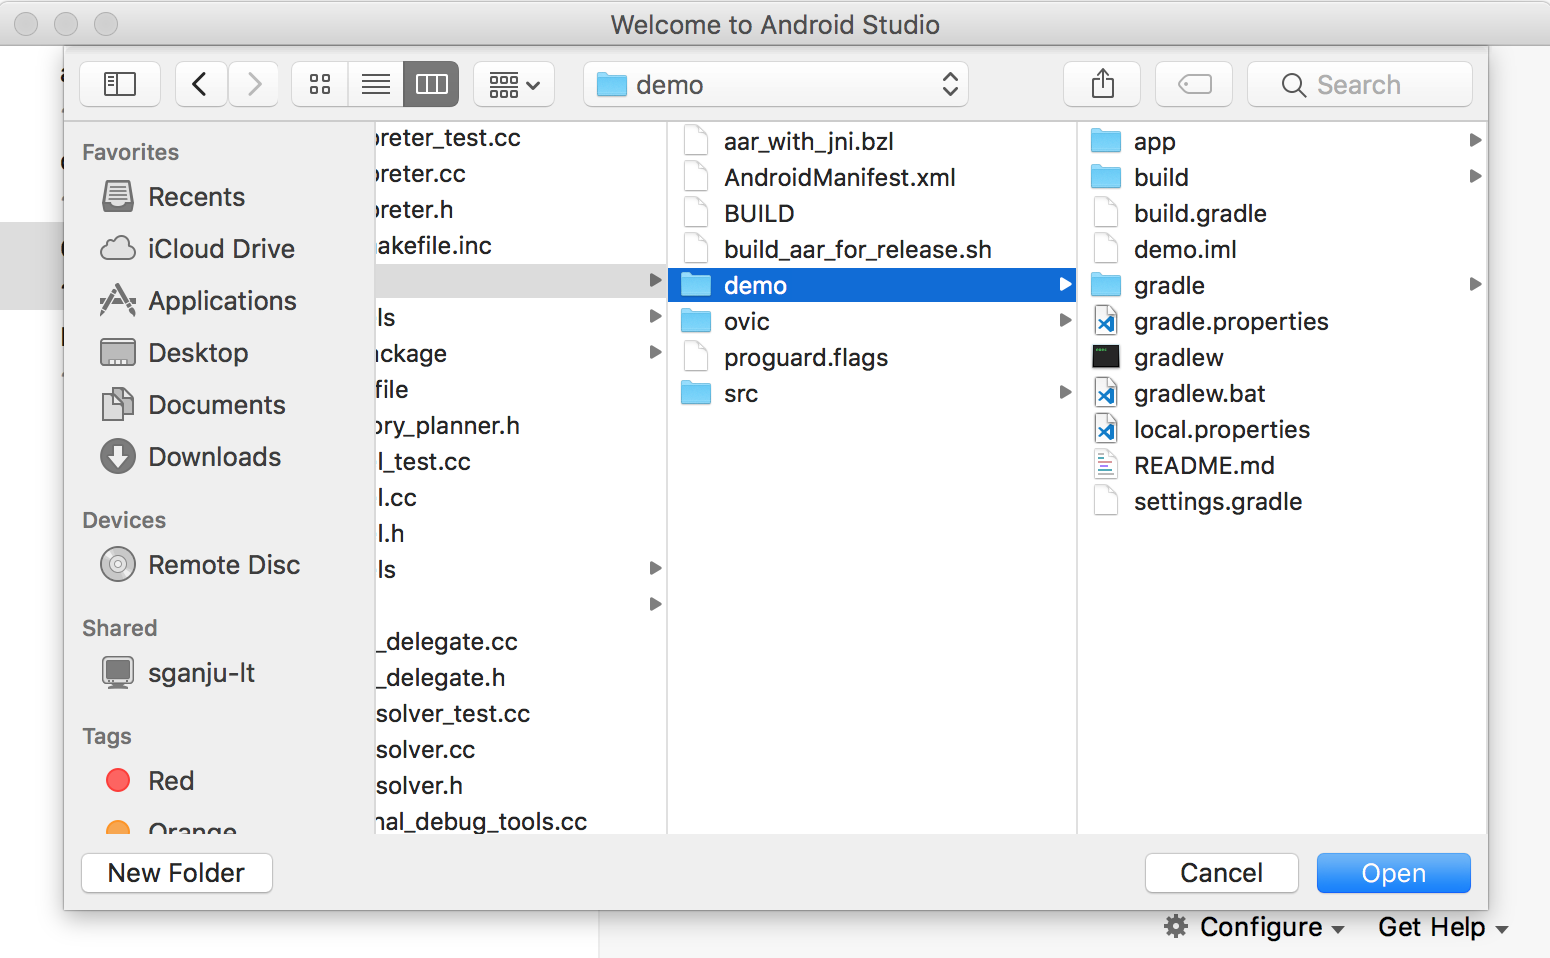 Welcome to Android Studio
demo
Search
Favorites
Recents
iCloud Drive
Applications
Desktop
Documents
Downloads
Devices
Remote Disc
Shared
sganju-lt
Tags
Red
Orange
preter_test.cc
preter.cc
preter.h
akefile.inc
ls
ackage
file
ory_planner.h
l_test.cc
l.cc
l.h
ls
_delegate.cc
_delegate.h
solver_test.cc
solver.cc
solver.h
nal_debug_tools.cc
aar_with_jni.bzl
AndroidManifest.xml
BUILD
build_aar_for_release.sh
demo
ovic
proguard.flags
src
app
build
build.gradle
demo.iml
gradle
gradle.properties
gradlew
gradlew.bat
local.properties
README.md
settings.gradle
New Folder
Cancel
Open
Configure
Get Help